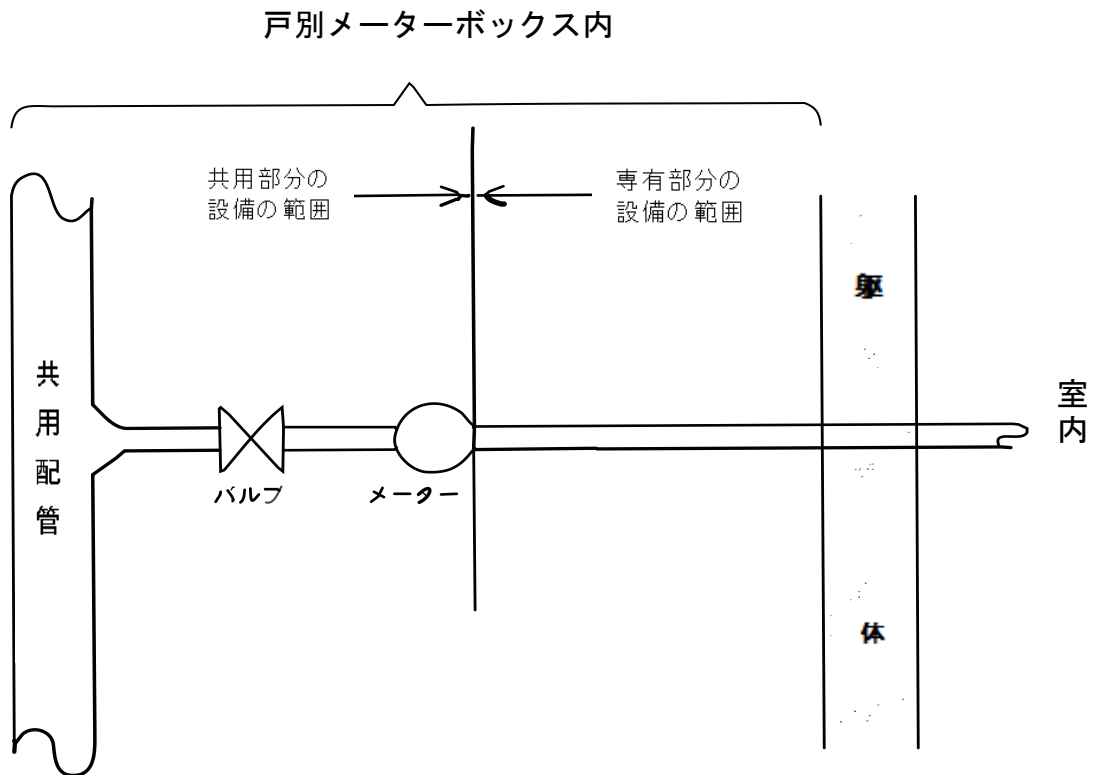 戸別メーターボックス内
共用部分の
設備の範囲
専有部分の
設備の範囲
共用配管
バルブ
メーター
躯体
室内